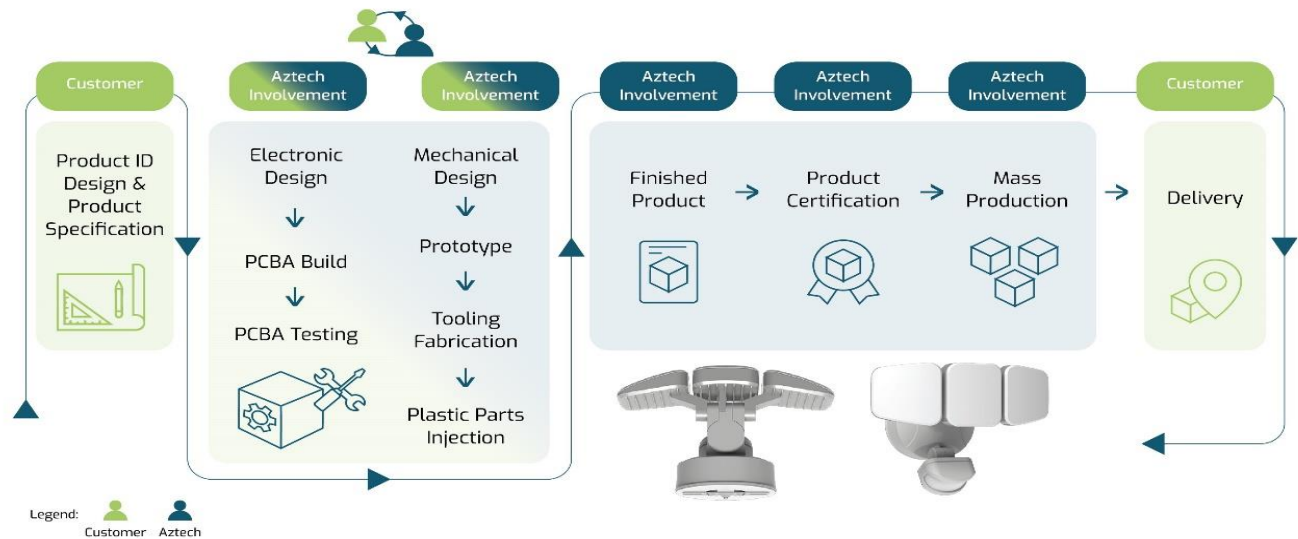 Customer
Product ID
Design &
Product
Specification
Aztech
Involvement
Electronic
Design
PCBA Build
PCBA Testing
Aztech
Involvement
Mechanical
Design
Prototype
Tooling
Fabrication
Plastic Parts
Injection
Aztech
Involvement
Finished
Product
Aztech
Involvement
Product
Certification
Aztech
Involvement
Mass
Production
Customer
Delivery
Legend:
Customer
Aztech